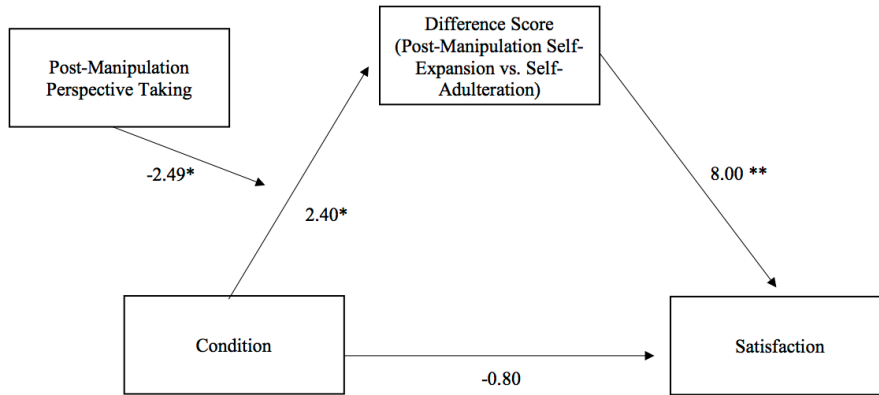 Difference Score
(Post-Manipulation Self-
Expansion vs. Self-
Adulteration)
Post-Manipulation
Perspective Taking
-2.49*
8.00 **
2.40*
Condition
Satisfaction
-0.80